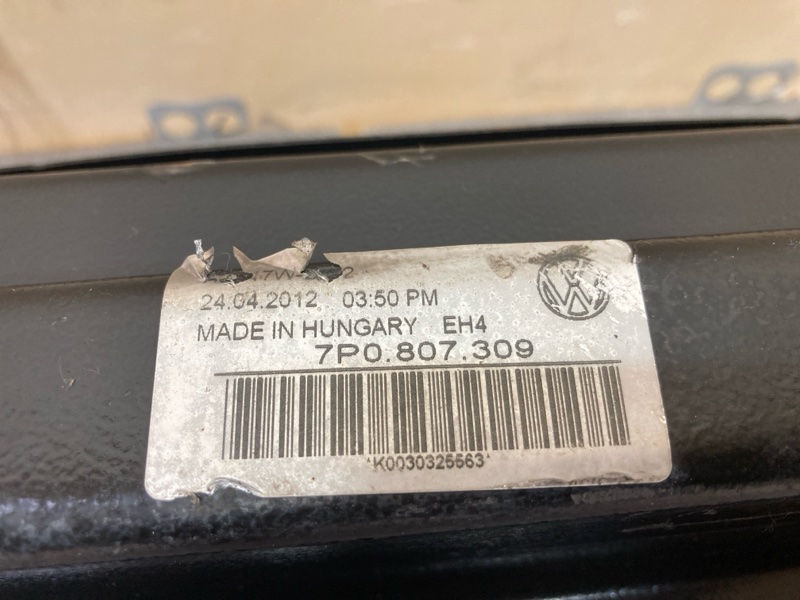 24.04.2012 03:50 PM
MADE IN HUNGARY EH4
7P0.807.309
*K0030325563*